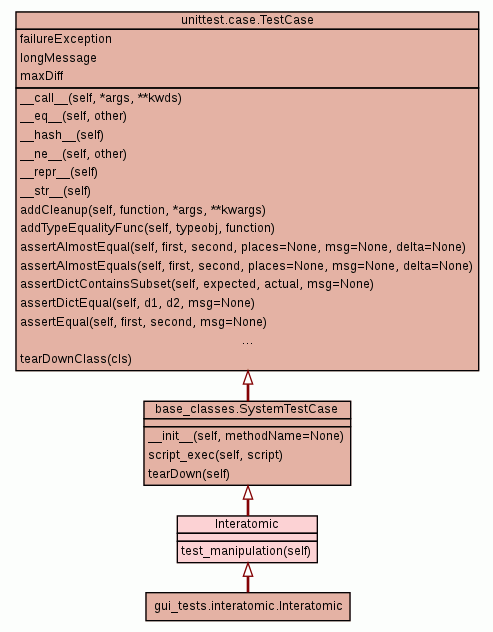 unittest.case.TestCase
failureException
longMessage
maxDiff
__call__(self, *args, **kwds)
__eq__(self, other)
__hash__(self)
__ne__(self, other)
__repr__(self)
__str__(self)
addCleanup(self, function, *args, **kwargs)
addTypeEqualityFunc(self, typeobj, function)
assertAlmostEqual(self, first, second, places=None, msg=None, delta=None)
assertAlmostEquals(self, first, second, places=None, msg=None, delta=None)
assertDictContainsSubset(self, expected, actual, msg=None)
assertDictEqual(self, d1, d2, msg=None)
assertEqual(self, first, second, msg=None)
...
tearDownClass(cls)
base_classes.SystemTestCase
__init__(self, methodName=None)
script_exec(self, script)
tearDown(self)
Interatomic
test_manipulation(self)
gui_tests.interatomic.Interatomic